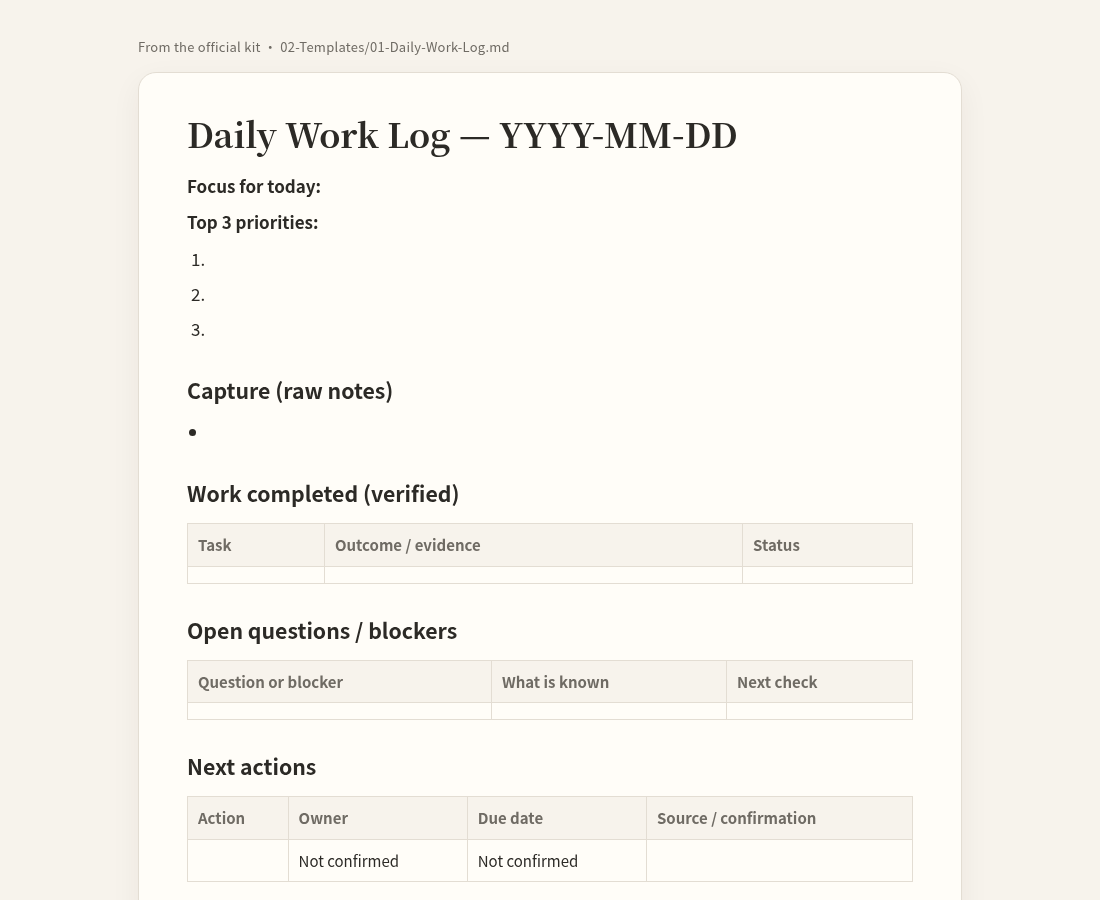 From the official kit • 02-Templates/01-Daily-Work-Log.md
Daily Work Log — YYYY-MM-DD
Focus for today:
Top 3 priorities:
1.
2.
3.
Capture (raw notes)
•
Work completed (verified)
Task Outcome / evidence Status
Open questions / blockers
Question or blocker What is known Next check
Next actions
Action Owner Due date Source / confirmation
Not confirmed Not confirmed